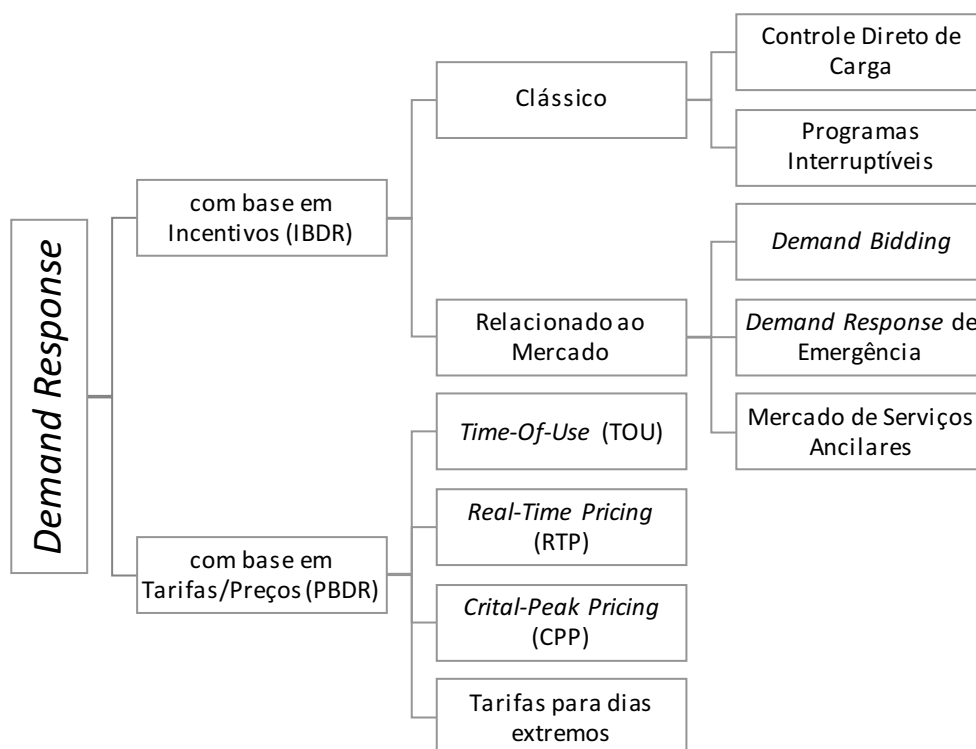 Demand Response
com base em
Incentivos (IBDR)
Clássico
Controle Direto de
Carga
Programas
Interruptíveis
Relacionado ao
Mercado
Demand Bidding
Demand Response de
Emergência
Mercado de Serviços
Ancilares
com base em
Tarifas/Preços (PBDR)
Time-Of-Use (TOU)
Real-Time Pricing
(RTP)
Crital-Peak Pricing
(CPP)
Tarifas para dias
extremos